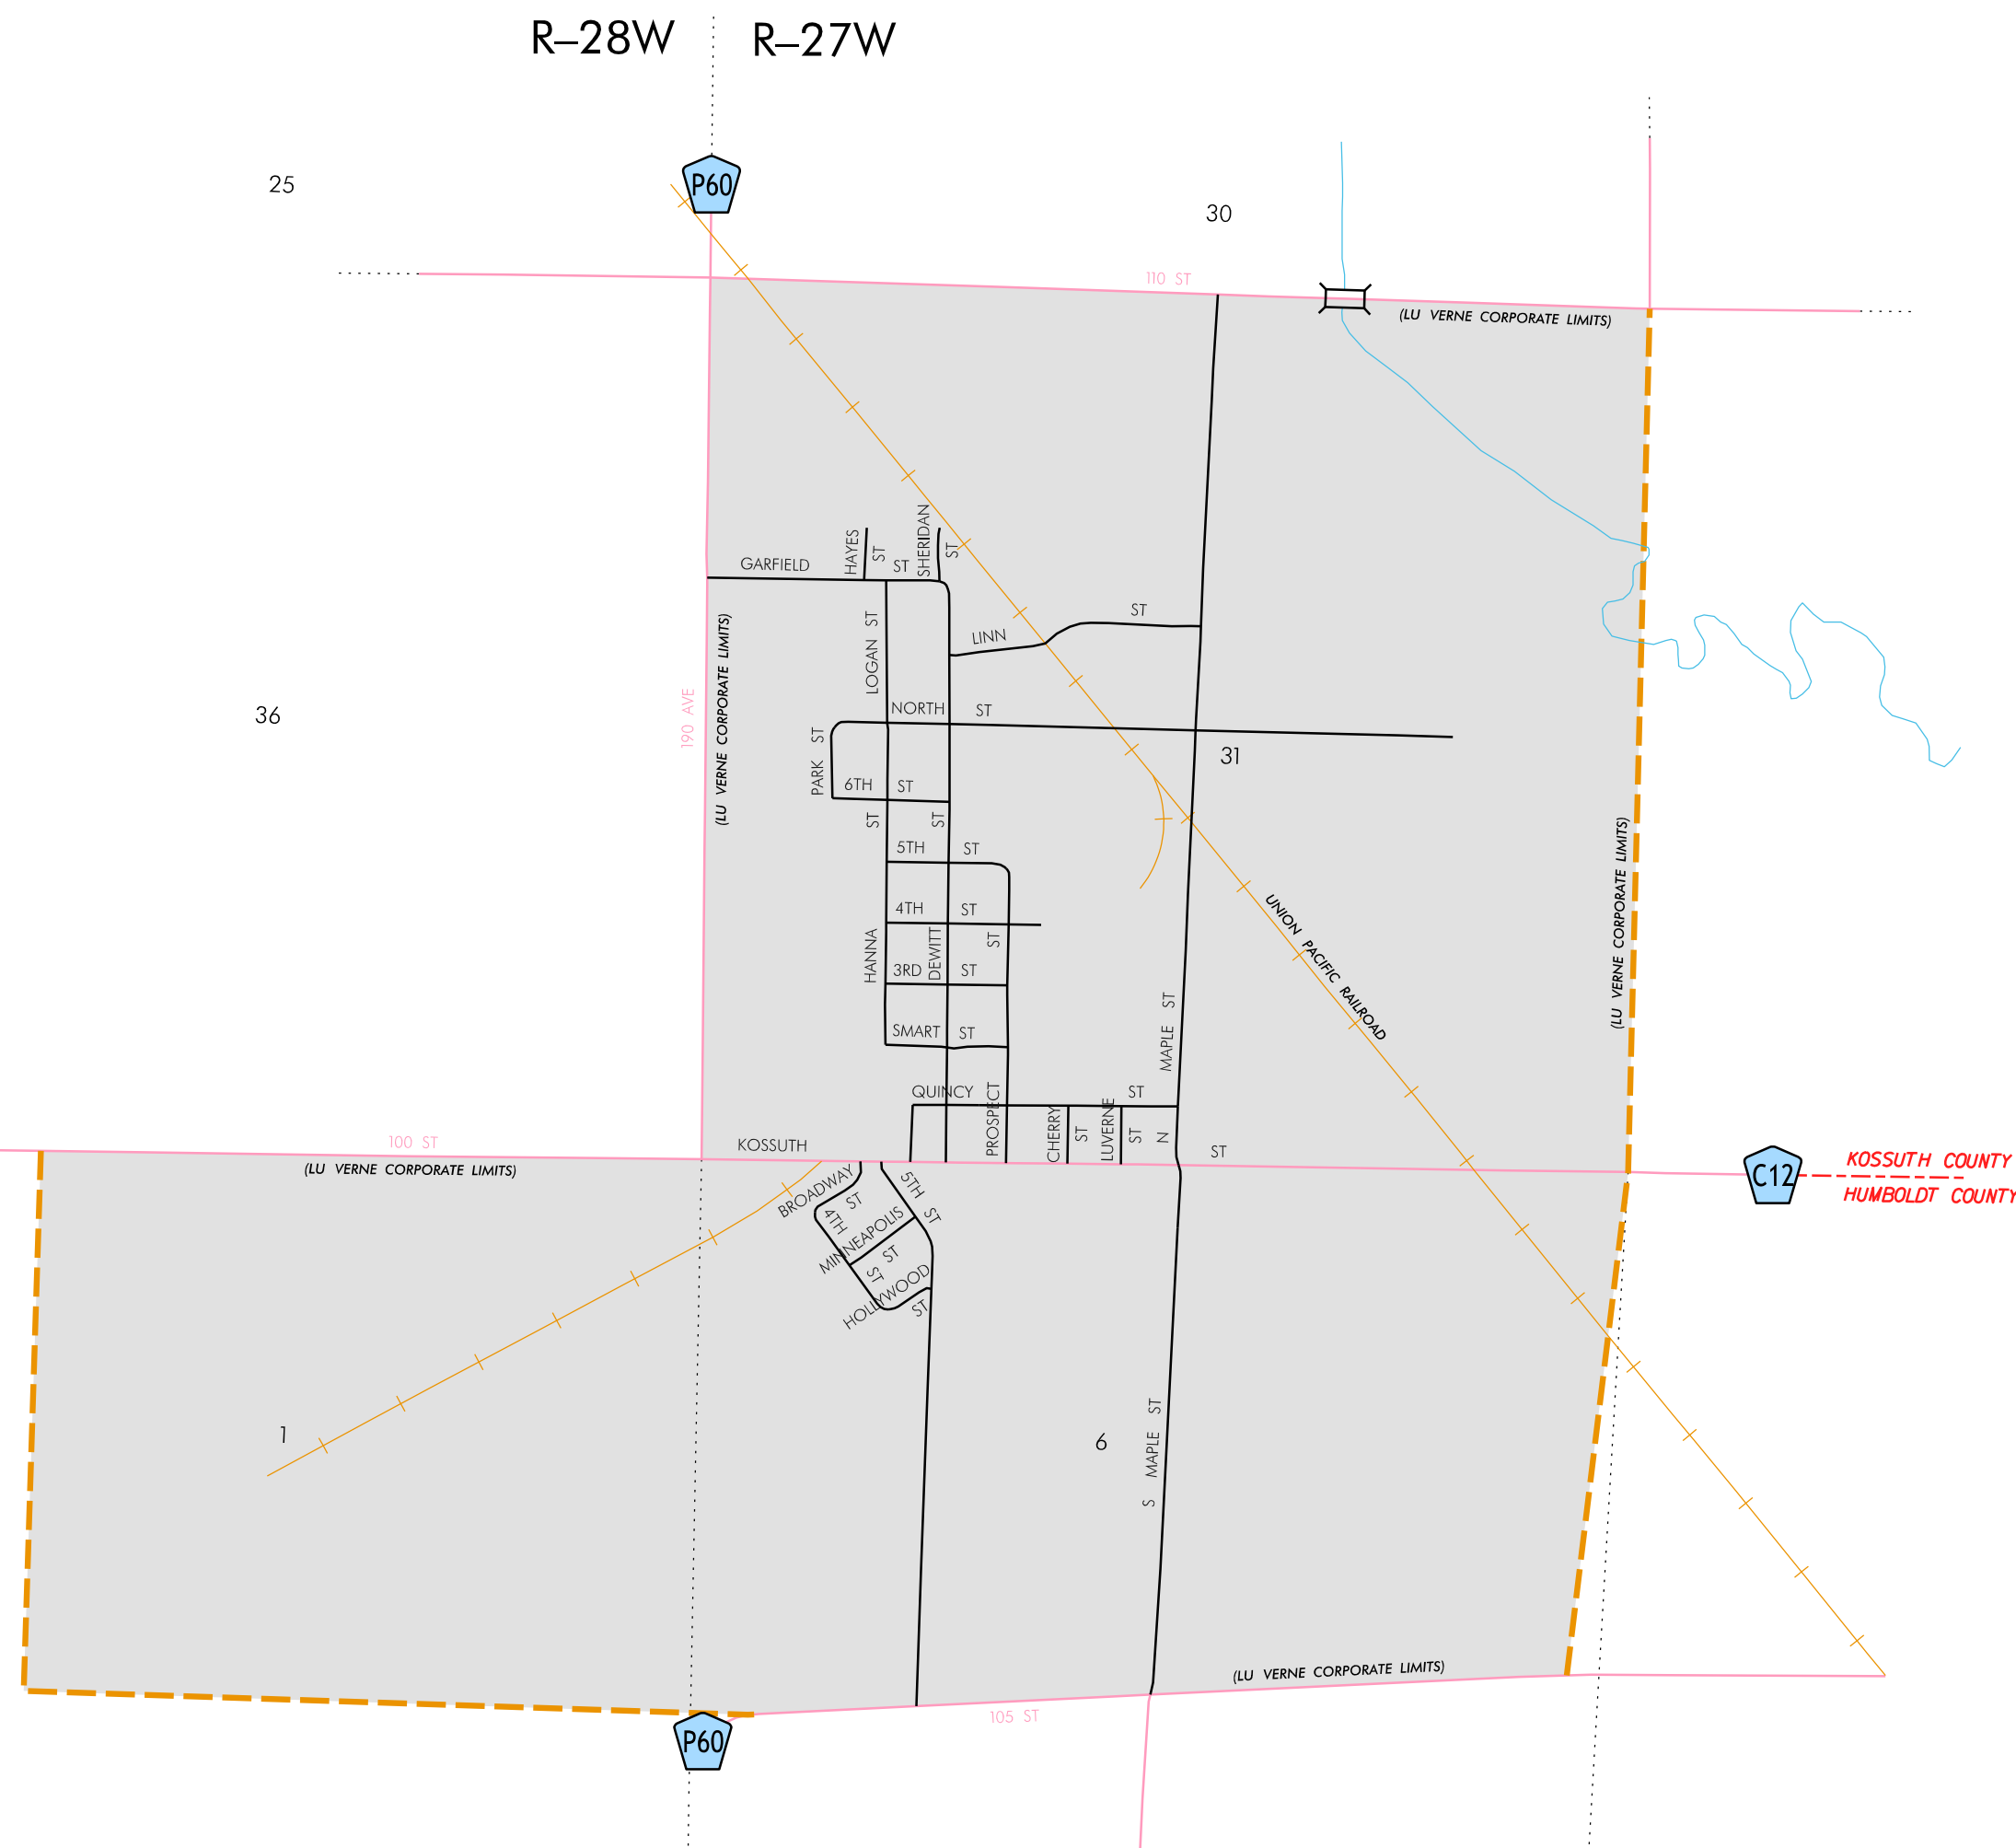 R–28W
R–27W
P60
25
30
110 ST
(LU VERNE CORPORATE LIMITS)
HAYES ST
SHERIDAN ST
GARFIELD ST
LOGAN ST
LINN ST
(LU VERNE CORPORATE LIMITS)
190 AVE
36
NORTH ST
31
PARK ST
6TH ST
ST
ST
5TH ST
4TH ST
HANNA
DEWITT
ST
3RD ST
UNION PACIFIC RAILROAD
(LU VERNE CORPORATE LIMITS)
MAPLE ST
SMART ST
QUINCY ST
PROSPECT
CHERRY ST
LUVERNE ST
N
100 ST
KOSSUTH ST
(LU VERNE CORPORATE LIMITS)
C12
KOSSUTH COUNTY
HUMBOLDT COUNTY
BROADWAY ST
5TH ST
4TH ST
MINNEAPOLIS ST
HOLLYWOOD ST
1
6
S MAPLE ST
(LU VERNE CORPORATE LIMITS)
105 ST
P60